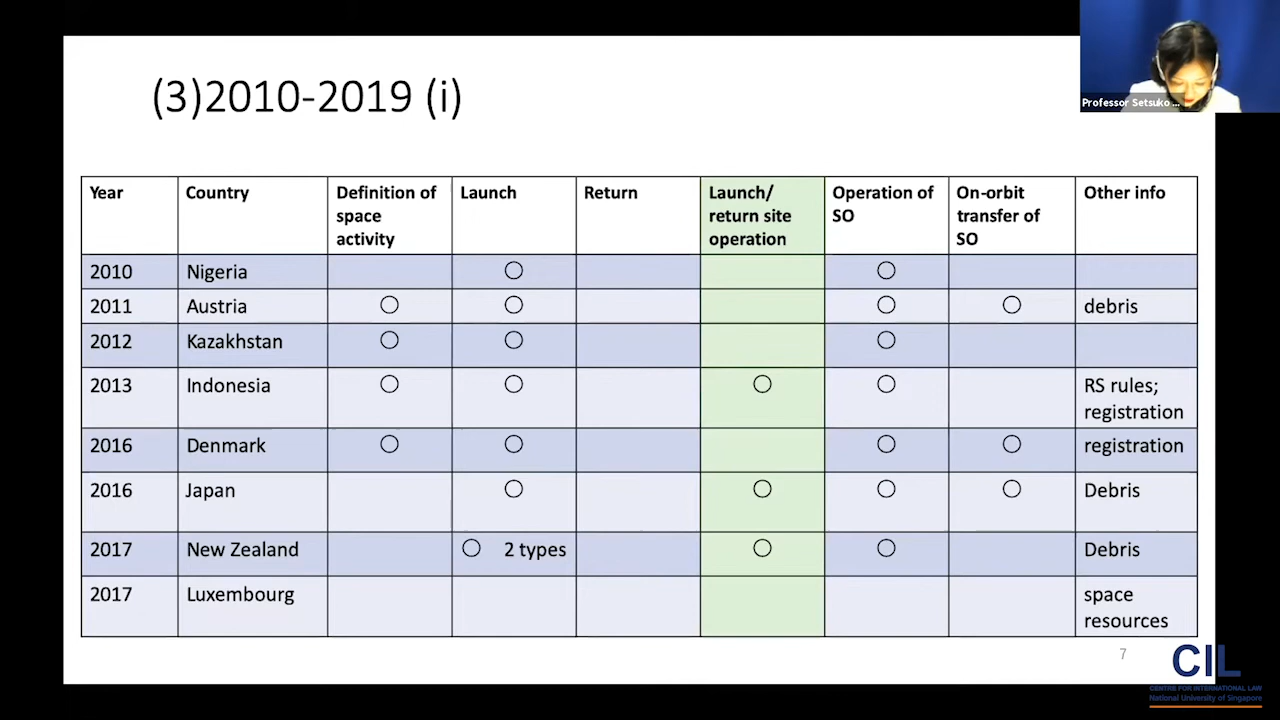 (3)2010-2019 (i)
Professor Setsuko ...
Year Country Definition of space activity Launch Return Launch/ return site operation Operation of SO On-orbit transfer of SO Other info
2010 Nigeria ○ ○
2011 Austria ○ ○ ○ ○ debris
2012 Kazakhstan ○ ○ ○
2013 Indonesia ○ ○ ○ ○ RS rules; registration
2016 Denmark ○ ○ ○ ○ registration
2016 Japan ○ ○ ○ ○ Debris
2017 New Zealand ○ 2 types ○ ○ Debris
2017 Luxembourg space resources
7
CIL
CENTRE FOR INTERNATIONAL LAW
National University of Singapore